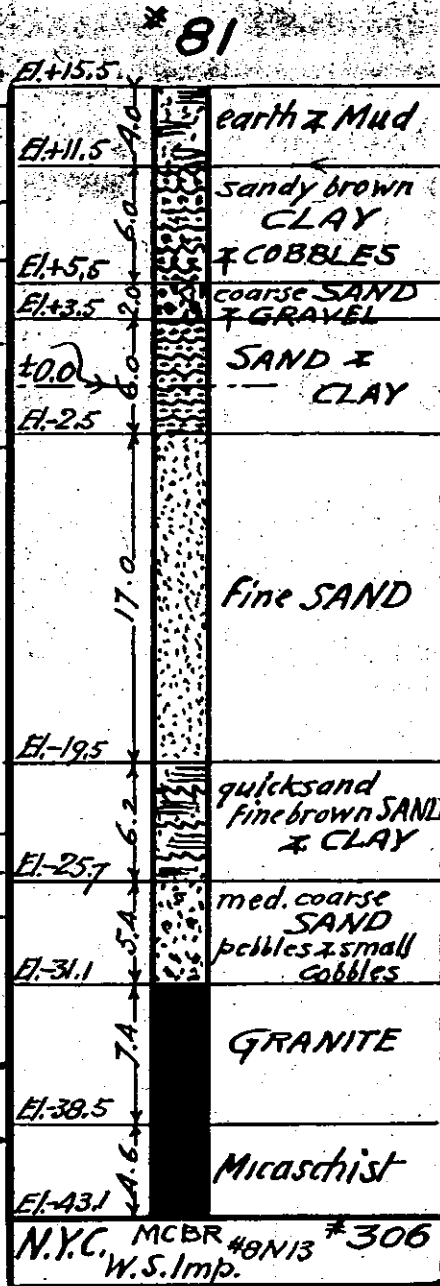 #81
El.+15.5
4.0
earth & Mud
El.+11.5
6.0
sandy brown
CLAY
& COBBLES
El.+5.5
2.0
coarse SAND
& GRAVEL
El.+3.5
±0.0
6.0
SAND &
CLAY
El.-2.5
17.0
fine SAND
El.-19.5
6.2
quicksand
fine brown SAND
& CLAY
El.-25.7
5.4
med. coarse
SAND
pebbles & small
cobbles
El.-31.1
7.4
GRANITE
El.-38.5
4.6
Micaschist
El.-43.1
N.Y.C. MCBR #8N13 #306
W.S.Imp.